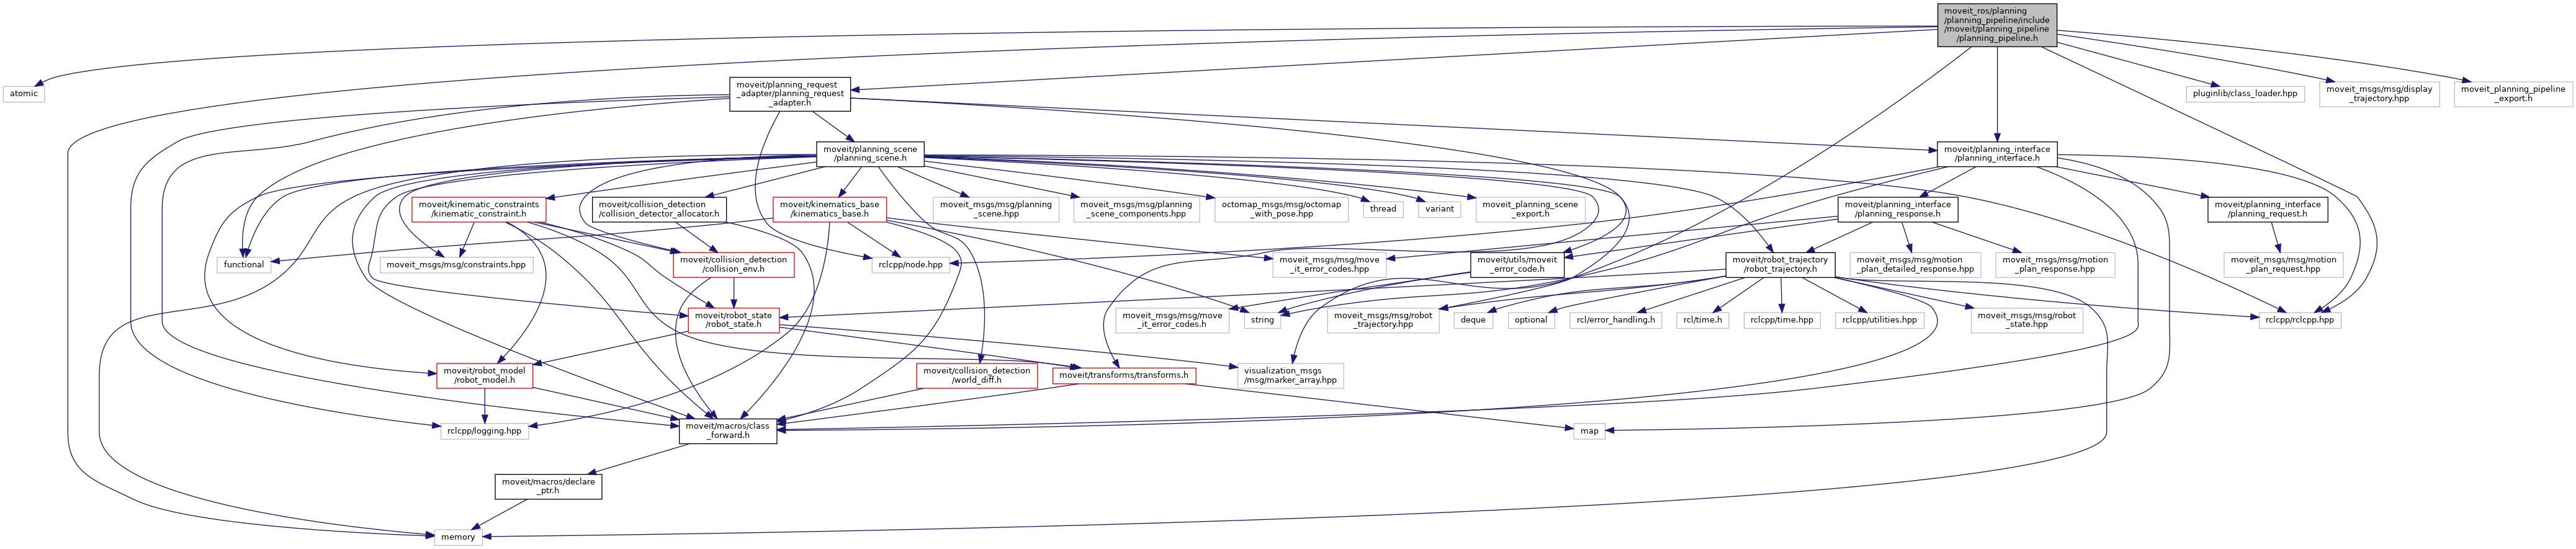 moveit_ros/planning
/planning_pipeline/include
/moveit/planning_pipeline
/planning_pipeline.h
atomic
moveit/planning_request
_adapter/planning_request
_adapter.h
pluginlib/class_loader.hpp
moveit_msgs/msg/display
_trajectory.hpp
moveit_planning_pipeline
_export.h
moveit/planning_scene
/planning_scene.h
moveit/planning_interface
/planning_interface.h
moveit/kinematic_constraints
/kinematic_constraint.h
moveit/collision_detection
/collision_detector_allocator.h
moveit/kinematics_base
/kinematics_base.h
moveit_msgs/msg/planning
_scene.hpp
moveit_msgs/msg/planning
_scene_components.hpp
octomap_msgs/msg/octomap
_with_pose.hpp
thread
variant
moveit_planning_scene
_export.h
moveit/planning_interface
/planning_response.h
moveit/planning_interface
/planning_request.h
functional
moveit_msgs/msg/constraints.hpp
moveit/collision_detection
/collision_env.h
rclcpp/node.hpp
moveit_msgs/msg/move
_it_error_codes.hpp
moveit/utils/moveit
_error_code.h
moveit/robot_trajectory
/robot_trajectory.h
moveit_msgs/msg/motion
_plan_detailed_response.hpp
moveit_msgs/msg/motion
_plan_response.hpp
moveit_msgs/msg/motion
_plan_request.hpp
moveit/robot_state
/robot_state.h
moveit_msgs/msg/move
_it_error_codes.h
string
moveit_msgs/msg/robot
_trajectory.hpp
deque
optional
rcl/error_handling.h
rcl/time.h
rclcpp/time.hpp
rclcpp/utilities.hpp
moveit_msgs/msg/robot
_state.hpp
rclcpp/rclcpp.hpp
moveit/robot_model
/robot_model.h
moveit/collision_detection
/world_diff.h
moveit/transforms/transforms.h
visualization_msgs
/msg/marker_array.hpp
rclcpp/logging.hpp
moveit/macros/class
_forward.h
map
moveit/macros/declare
_ptr.h
memory